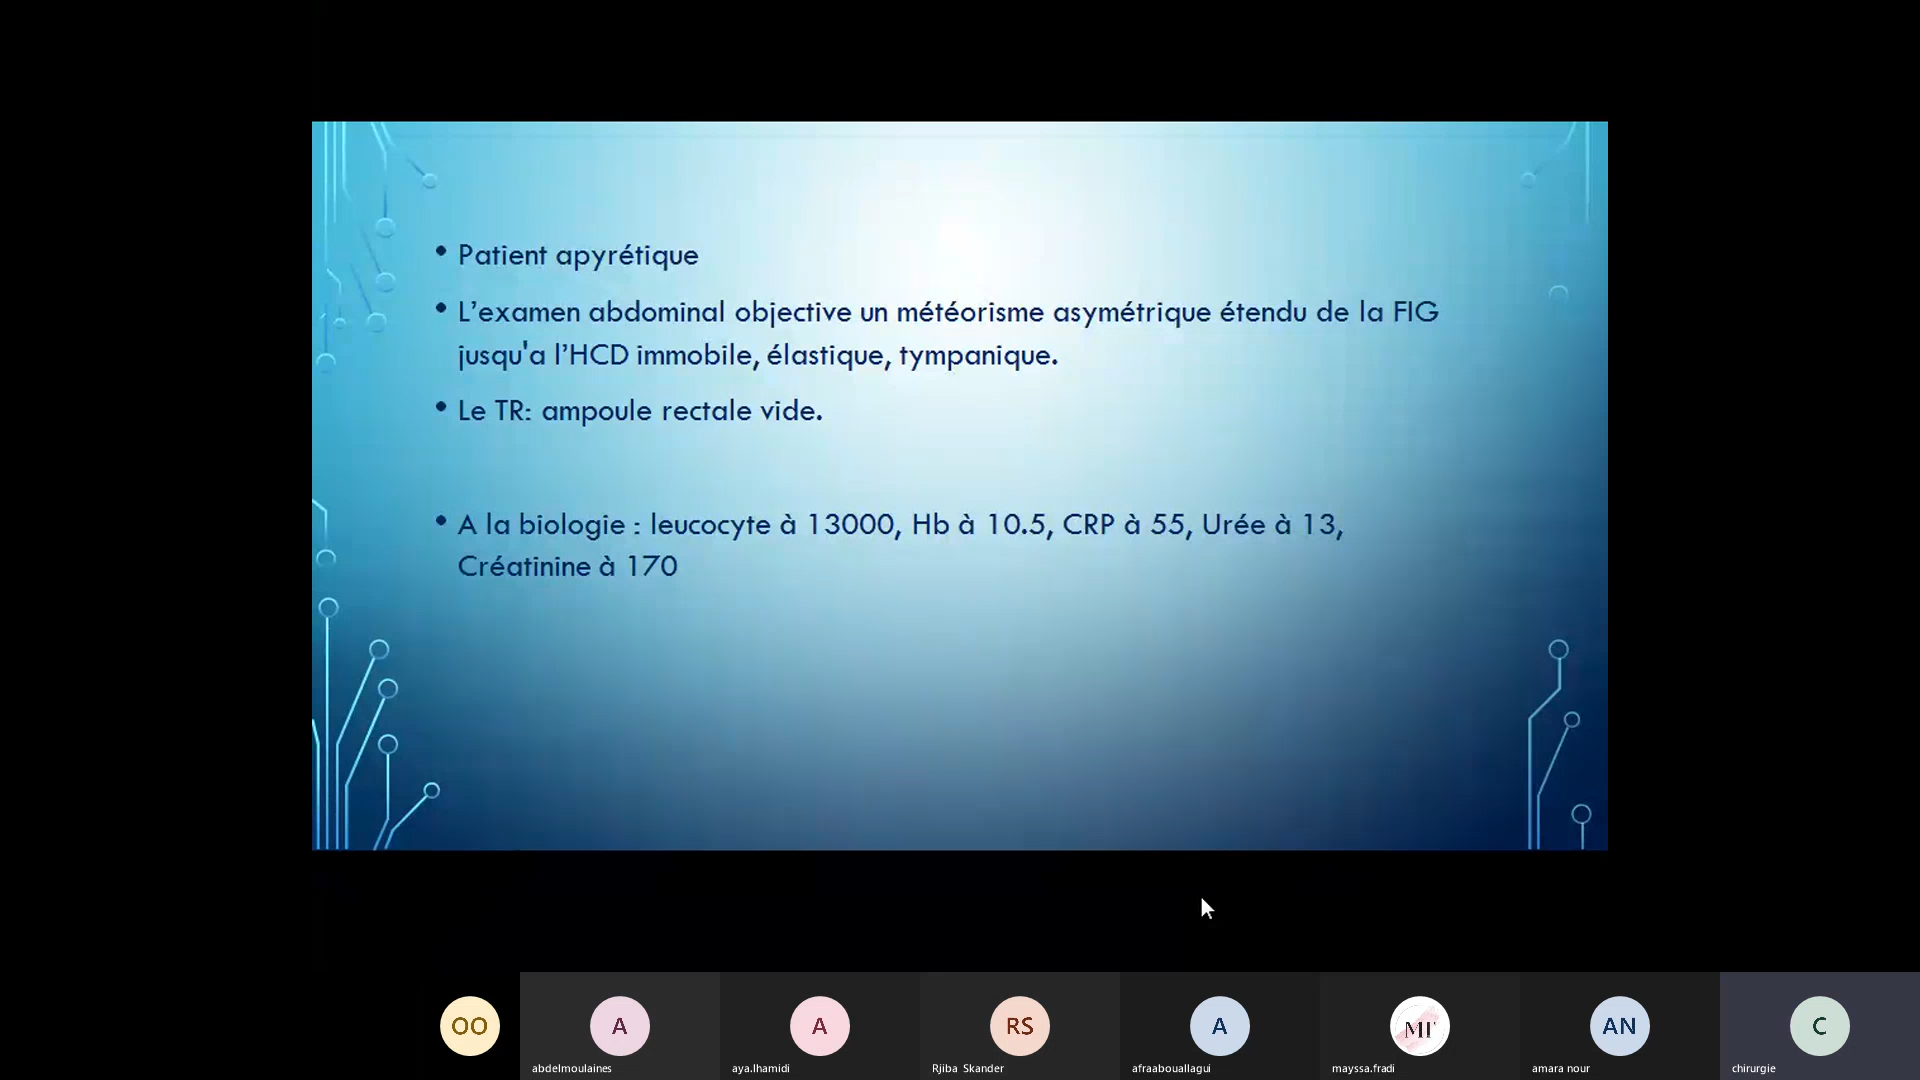 • Patient apyrétique
• L’examen abdominal objective un météorisme asymétrique étendu de la FIG
jusqu'a l’HCD immobile, élastique, tympanique.
• Le TR: ampoule rectale vide.
• A la biologie : leucocyte à 13000, Hb à 10.5, CRP à 55, Urée à 13,
Créatinine à 170
OO
A
A
RS
A
MF
AN
C
abdelmoulaines
aya.lhamidi
Rjiba Skander
afraabouallagui
mayssa.fradi
amara nour
chirurgie